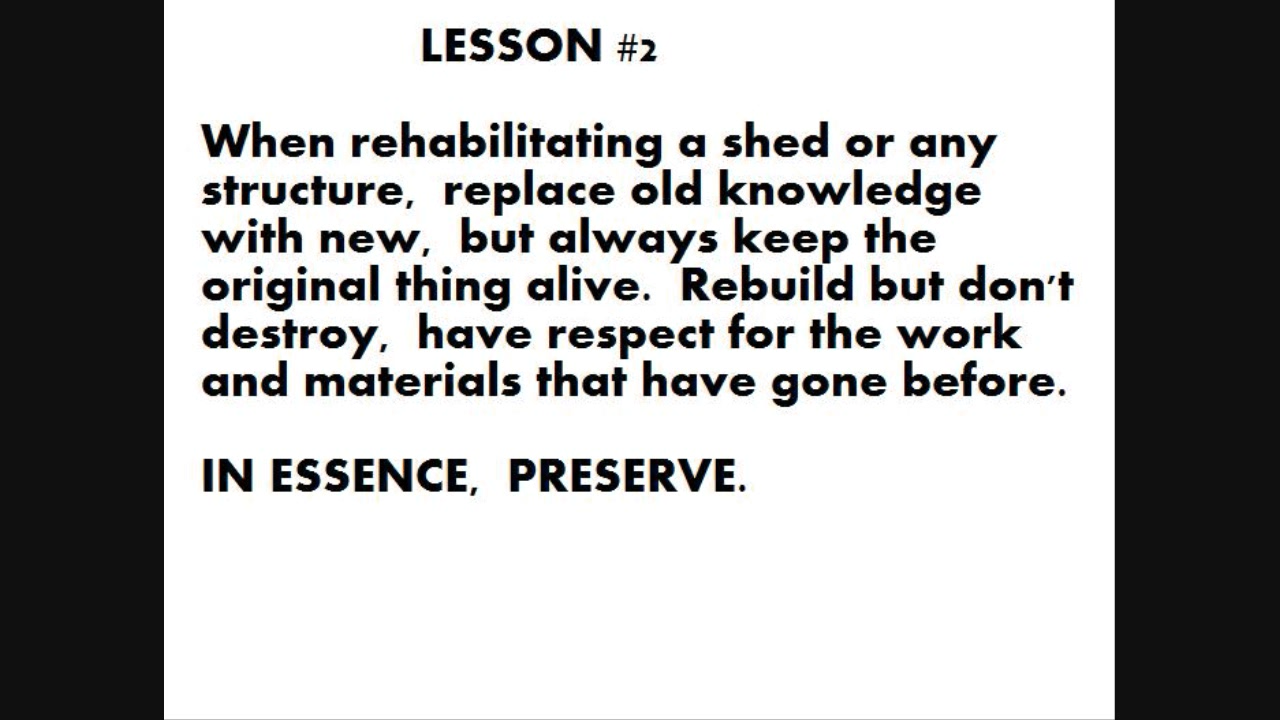 LESSON #2
When rehabilitating a shed or any
structure,  replace old knowledge
with new,  but always keep the
original thing alive.  Rebuild but don't
destroy,  have respect for the work
and materials that have gone before.
IN ESSENCE,  PRESERVE.